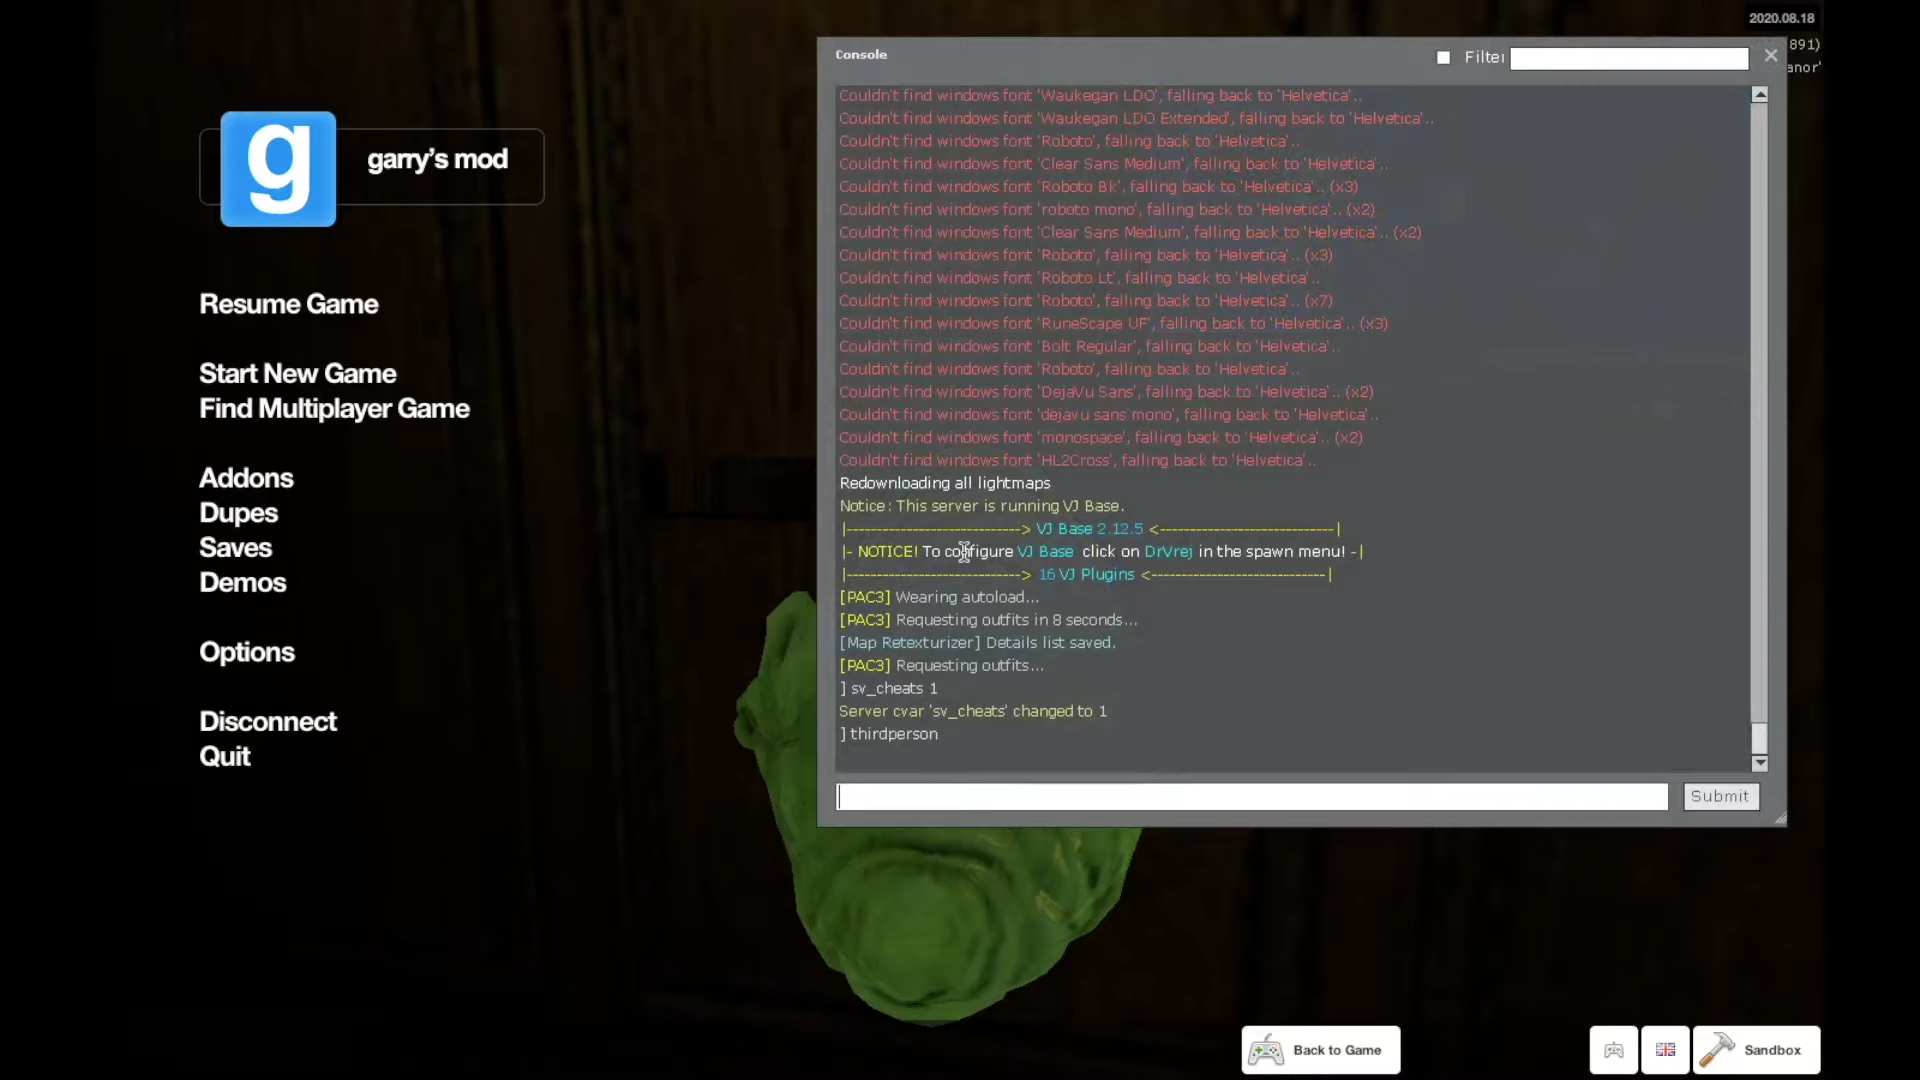 2020.08.18
891)
anor'
g
garry's mod
Resume Game
Start New Game
Find Multiplayer Game
Addons
Dupes
Saves
Demos
Options
Disconnect
Quit
Console
Filter
Couldn't find windows font 'Waukegan LDO', falling back to 'Helvetica'..
Couldn't find windows font 'Waukegan LDO Extended', falling back to 'Helvetica'..
Couldn't find windows font 'Roboto', falling back to 'Helvetica'..
Couldn't find windows font 'Clear Sans Medium', falling back to 'Helvetica'..
Couldn't find windows font 'Roboto Bk', falling back to 'Helvetica'.. (x3)
Couldn't find windows font 'roboto mono', falling back to 'Helvetica'.. (x2)
Couldn't find windows font 'Clear Sans Medium', falling back to 'Helvetica'.. (x2)
Couldn't find windows font 'Roboto', falling back to 'Helvetica'.. (x3)
Couldn't find windows font 'Roboto Lt', falling back to 'Helvetica'..
Couldn't find windows font 'Roboto', falling back to 'Helvetica'.. (x7)
Couldn't find windows font 'RuneScape UF', falling back to 'Helvetica'.. (x3)
Couldn't find windows font 'Bolt Regular', falling back to 'Helvetica'..
Couldn't find windows font 'Roboto', falling back to 'Helvetica'..
Couldn't find windows font 'DejaVu Sans', falling back to 'Helvetica'.. (x2)
Couldn't find windows font 'dejavu sans mono', falling back to 'Helvetica'..
Couldn't find windows font 'monospace', falling back to 'Helvetica'.. (x2)
Couldn't find windows font 'HL2Cross', falling back to 'Helvetica'..
Redownloading all lightmaps
Notice: This server is running VJ Base.
|----------------------------> VJ Base 2.12.5 <----------------------------|
|- NOTICE! To configure VJ Base click on DrVrej in the spawn menu! -|
|----------------------------> 16 VJ Plugins <----------------------------|
[PAC3] Wearing autoload...
[PAC3] Requesting outfits in 8 seconds...
[Map Retexturizer] Details list saved.
[PAC3] Requesting outfits...
] sv_cheats 1
Server cvar 'sv_cheats' changed to 1
] thirdperson
Submit
Back to Game
Sandbox